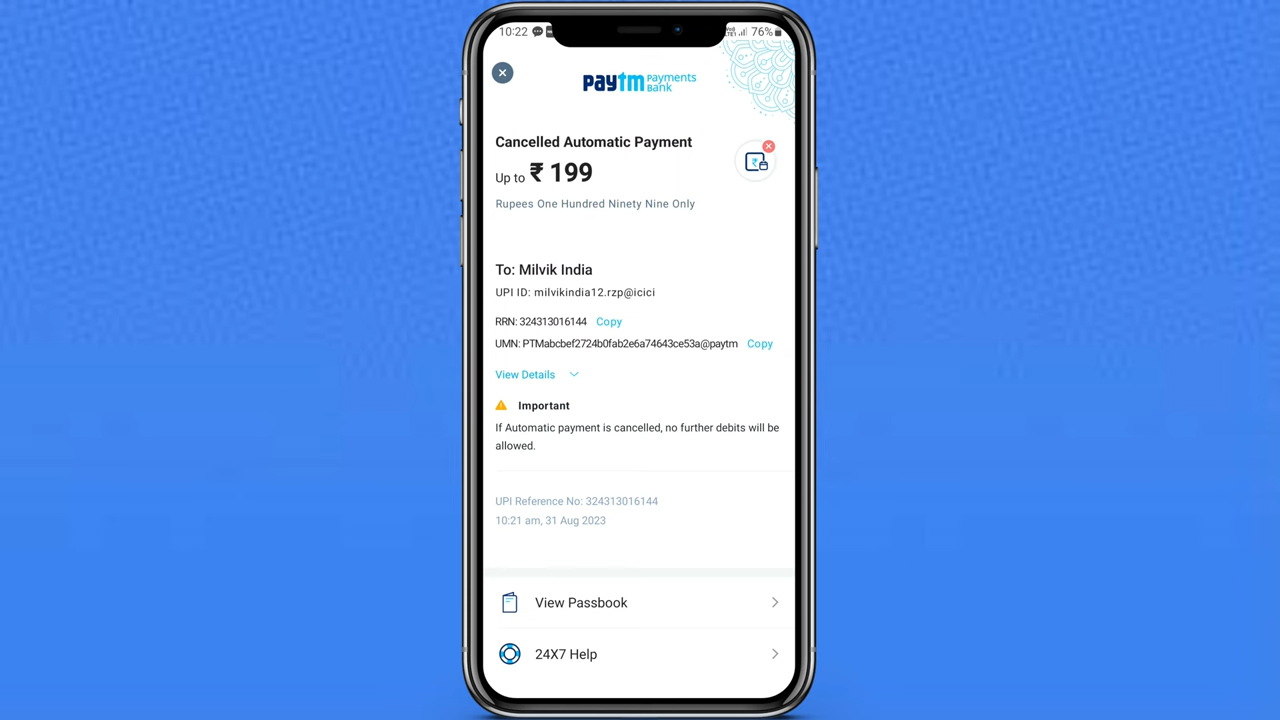 10:22
76%
paytm Payments Bank
Cancelled Automatic Payment
Up to ₹ 199
Rupees One Hundred Ninety Nine Only
To: Milvik India
UPI ID: milvikindia12.rzp@icici
RRN: 324313016144 Copy
UMN: PTMabcbef2724b0fab2e6a74643ce53a@paytm Copy
View Details
Important
If Automatic payment is cancelled, no further debits will be
allowed.
UPI Reference No: 324313016144
10:21 am, 31 Aug 2023
View Passbook
24X7 Help